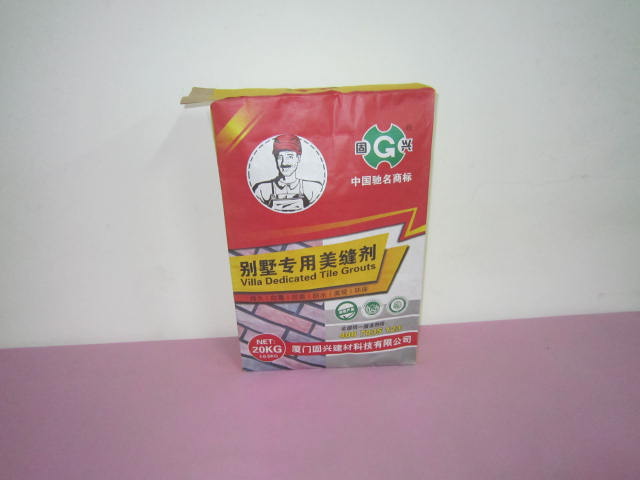 固G兴
中国驰名商标
别墅专用美缝剂
Villa Dedicated Tile Grouts
NET:
20KG
厦门固兴建材科技有限公司